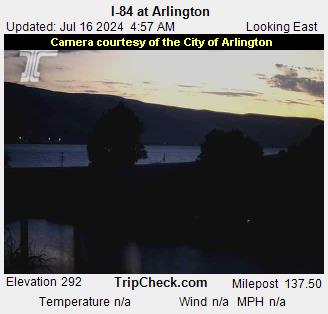 I-84 at Arlington
Updated: Jul 16 2024 4:57 AM Looking East
Camera courtesy of the City of Arlington
Elevation 292 TripCheck.com Milepost 137.50
Temperature n/a Wind n/a MPH n/a